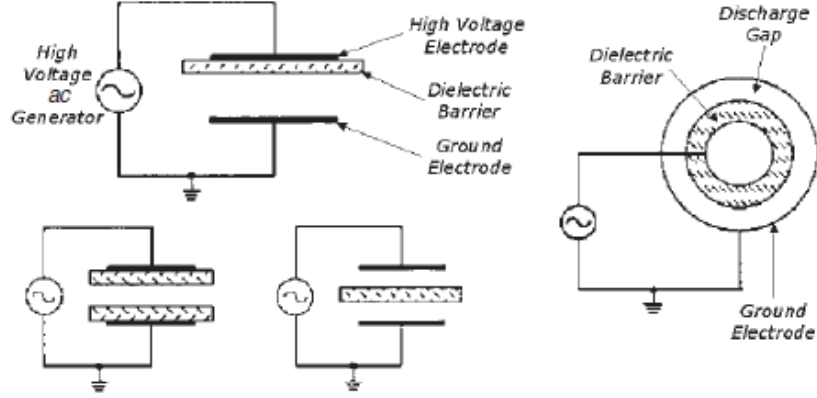 High
Voltage
ac
Generator
High Voltage
Electrode
Dielectric
Barrier
Ground
Electrode
Discharge
Gap
Dielectric
Barrier
Ground
Electrode